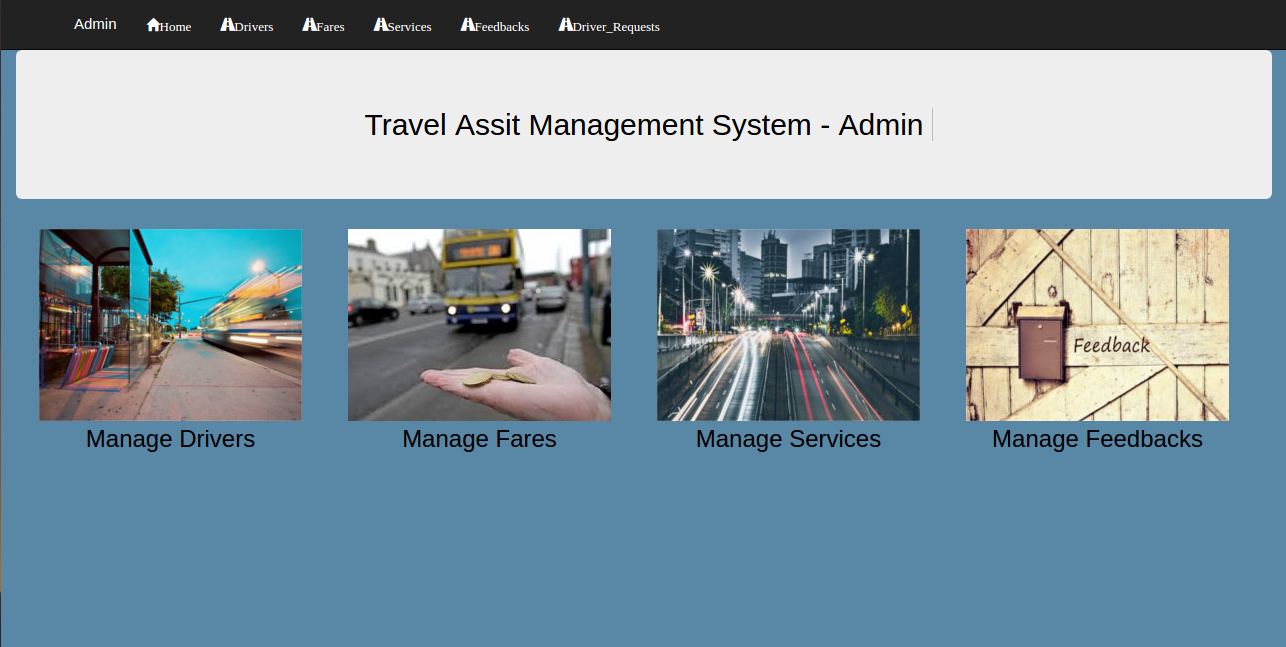 Admin Home Drivers Fares Services Feedbacks Driver_Requests
Travel Assit Management System - Admin
Feedback
Manage Drivers Manage Fares Manage Services Manage Feedbacks